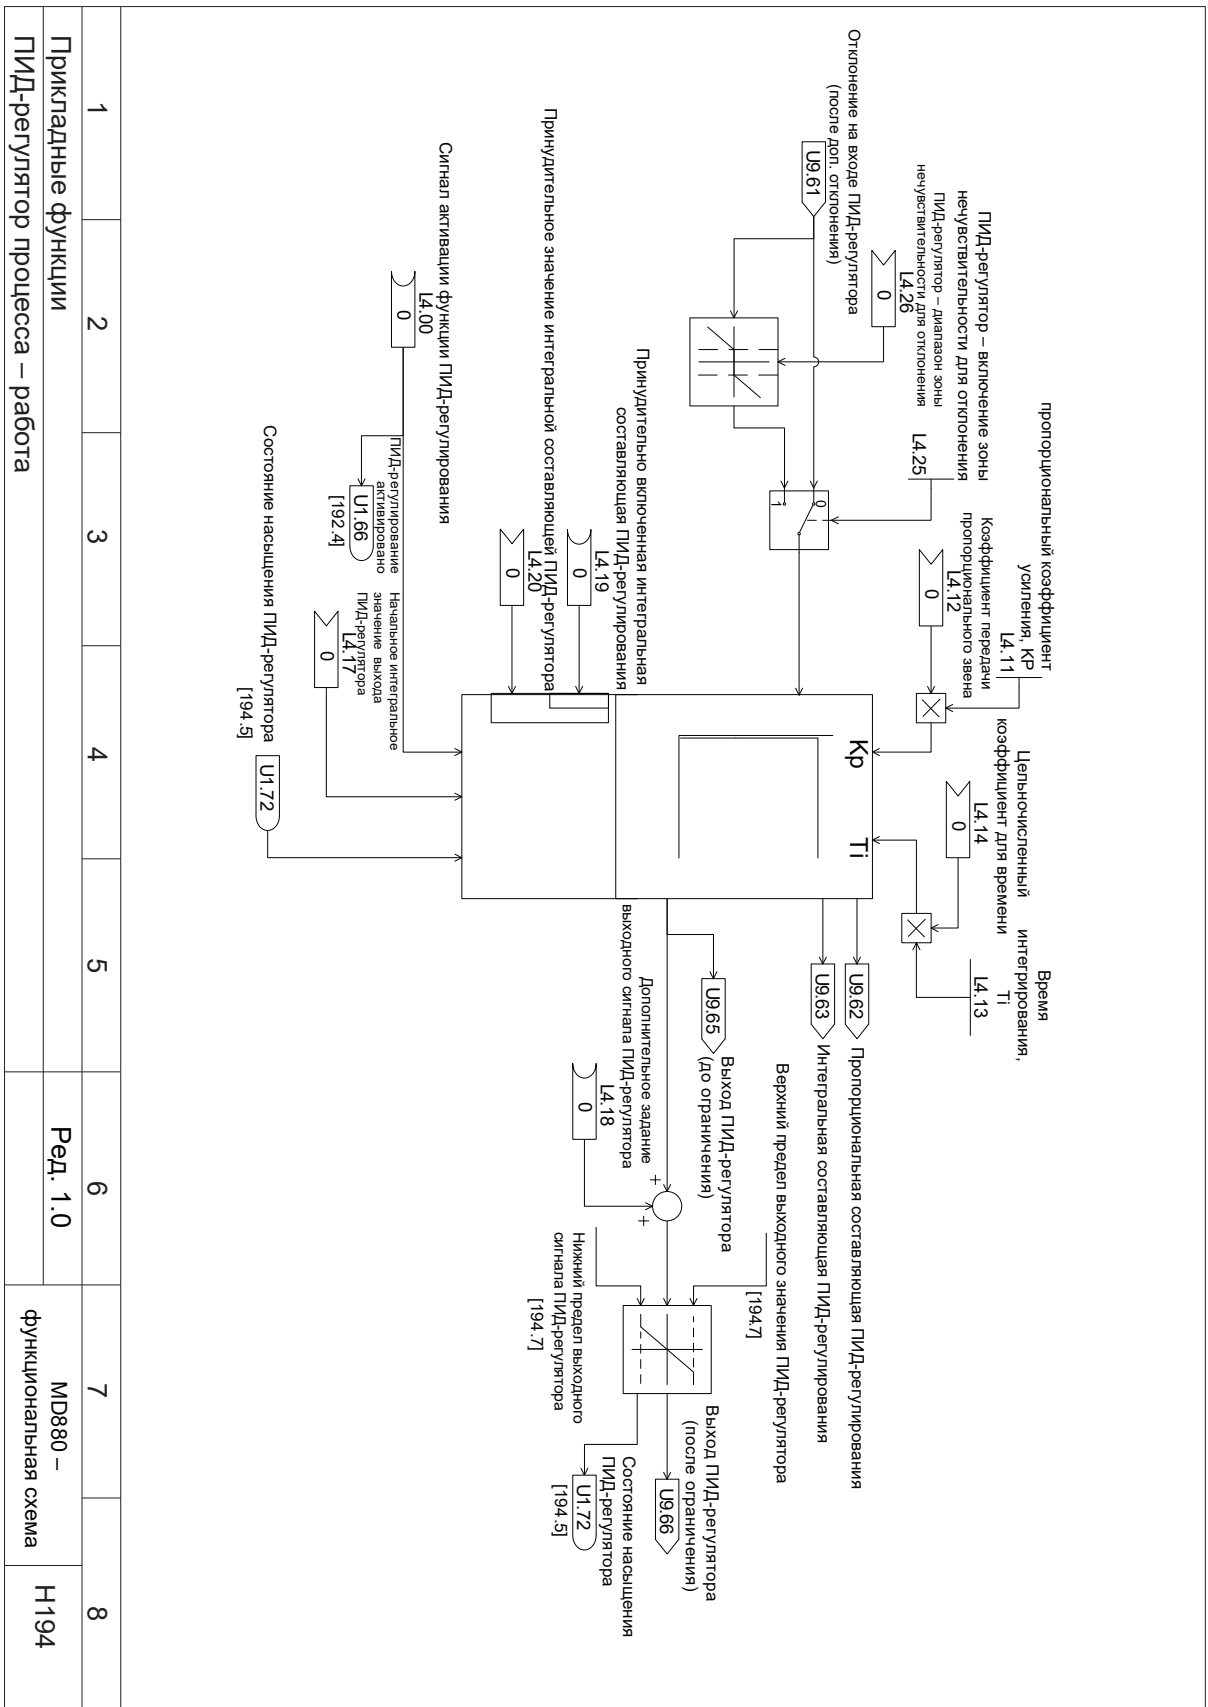 пропорциональный коэффициент
усиления, KP
L4.11
Время
интегрирования,
Ti
L4.13
ПИД-регулятор – включение зоны
нечувствительности для отклонения
L4.25
Коэффициент передачи
пропорционального звена
L4.12
0
Цельночисленный
коэффициент для времени
L4.14
0
ПИД-регулятор – диапазон зоны
нечувствительности для отклонения
L4.26
0
Отклонение на входе ПИД-регулятора
(после доп. отклонения)
U9.61
0
1
Kp
Ti
U9.62
Пропорциональная составляющая ПИД-регулирования
U9.63
Интегральная составляющая ПИД-регулирования
Верхний предел выходного значения ПИД-регулятора
[194.7]
U9.65
Выход ПИД-регулятора
(до ограничения)
Выход ПИД-регулятора
(после ограничения)
U9.66
Принудительно включенная интегральная
составляющая ПИД-регулирования
L4.19
0
Принудительное значение интегральной составляющей ПИД-регулятора
L4.20
0
Дополнительное задание
выходного сигнала ПИД-регулятора
L4.18
0
+
+
Нижний предел выходного
сигнала ПИД-регулятора
[194.7]
Состояние насыщения
ПИД-регулятора
U1.72
[194.5]
Сигнал активации функции ПИД-регулирования
L4.00
0
ПИД-регулирование
активировано
U1.66
[192.4]
Начальное интегральное
значение выхода
ПИД-регулятора
L4.17
0
Состояние насыщения ПИД-регулятора
[194.5]
U1.72
1 2 3 4 5 6 7 8
Прикладные функции
ПИД-регулятор процесса – работа
Ред. 1.0
MD880 –
функциональная схема
H194